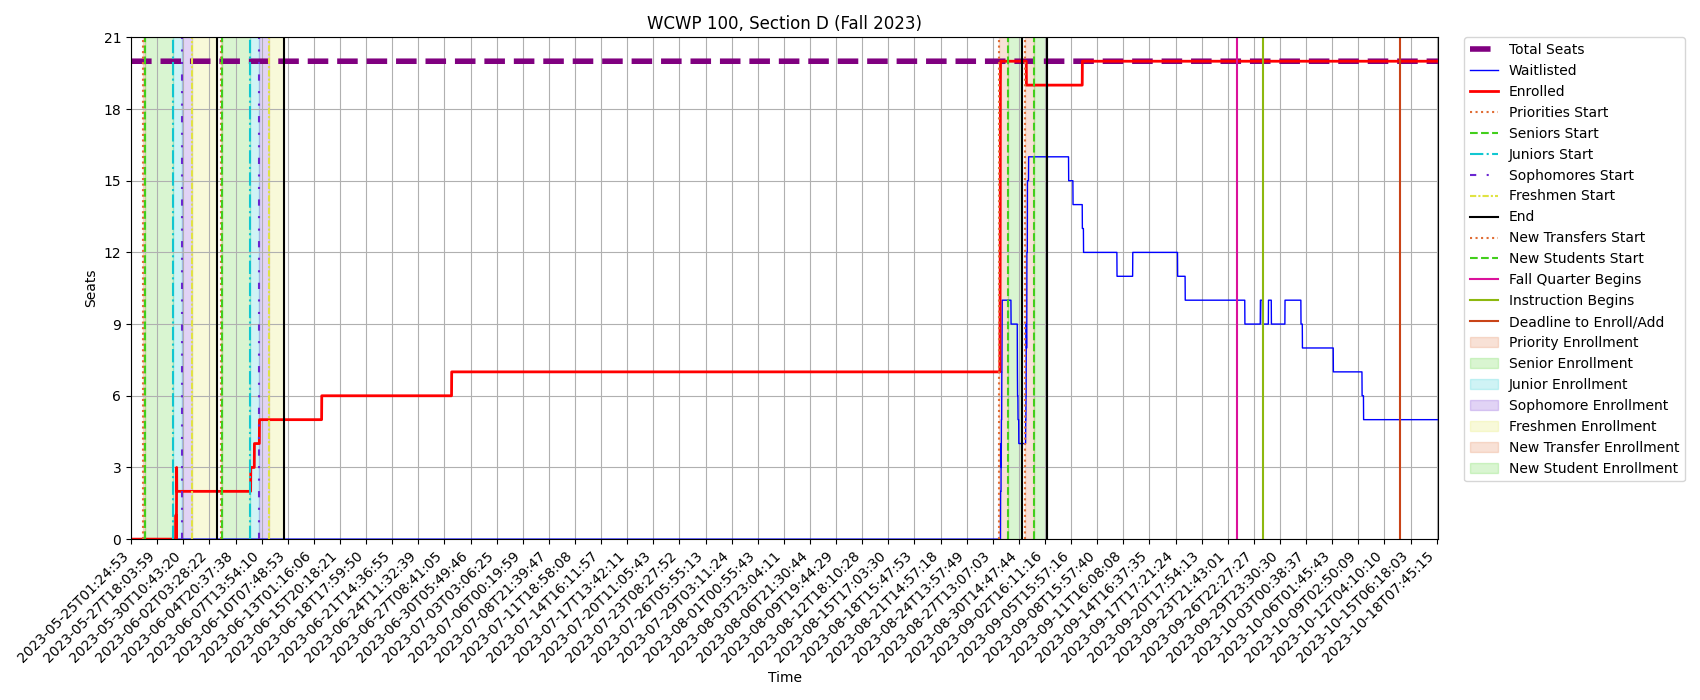 WCWP 100, Section D (Fall 2023)
21
18
15
12
9
6
3
0
Seats
2023-05-25T01:24:53
2023-05-27T18:03:59
2023-05-30T10:43:20
2023-06-02T03:28:22
2023-06-04T20:37:38
2023-06-07T13:54:10
2023-06-10T07:48:53
2023-06-13T01:16:06
2023-06-15T20:18:21
2023-06-18T17:59:50
2023-06-21T14:36:55
2023-06-24T11:32:39
2023-06-27T08:41:05
2023-06-30T05:49:46
2023-07-03T03:06:25
2023-07-06T00:19:59
2023-07-08T21:39:47
2023-07-11T18:58:08
2023-07-14T16:11:57
2023-07-17T13:42:11
2023-07-20T11:05:43
2023-07-23T08:27:52
2023-07-26T05:55:13
2023-07-29T03:11:24
2023-08-01T00:55:43
2023-08-03T23:04:11
2023-08-06T21:30:44
2023-08-09T19:44:29
2023-08-12T18:10:28
2023-08-15T17:03:30
2023-08-18T15:47:53
2023-08-21T14:57:18
2023-08-24T13:57:49
2023-08-27T13:07:03
2023-08-30T14:47:44
2023-09-02T16:11:16
2023-09-05T15:57:16
2023-09-08T15:57:40
2023-09-11T16:08:08
2023-09-14T16:37:35
2023-09-17T17:21:24
2023-09-20T17:54:13
2023-09-23T21:43:01
2023-09-26T22:27:27
2023-09-29T23:30:30
2023-10-03T00:38:37
2023-10-06T01:45:43
2023-10-09T02:50:09
2023-10-12T04:10:16
2023-10-15T06:18:03
2023-10-18T07:45:15
Time
Total Seats
Waitlisted
Enrolled
Priorities Start
Seniors Start
Juniors Start
Sophomores Start
Freshmen Start
End
New Transfers Start
New Students Start
Fall Quarter Begins
Instruction Begins
Deadline to Enroll/Add
Priority Enrollment
Senior Enrollment
Junior Enrollment
Sophomore Enrollment
Freshmen Enrollment
New Transfer Enrollment
New Student Enrollment